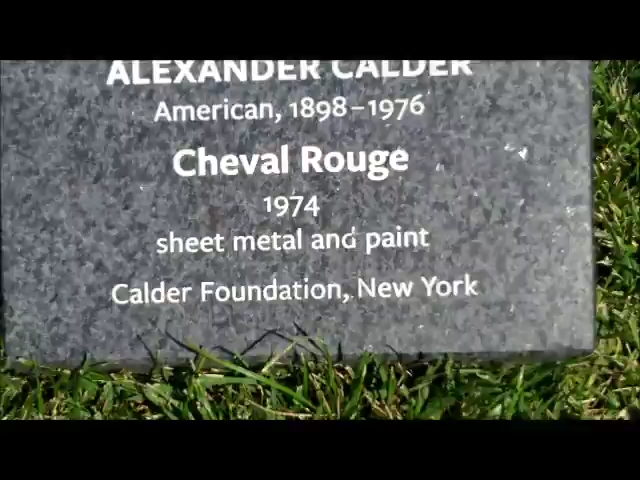 ALEXANDER CALDER
American, 1898–1976
Cheval Rouge
1974
sheet metal and paint
Calder Foundation, New York